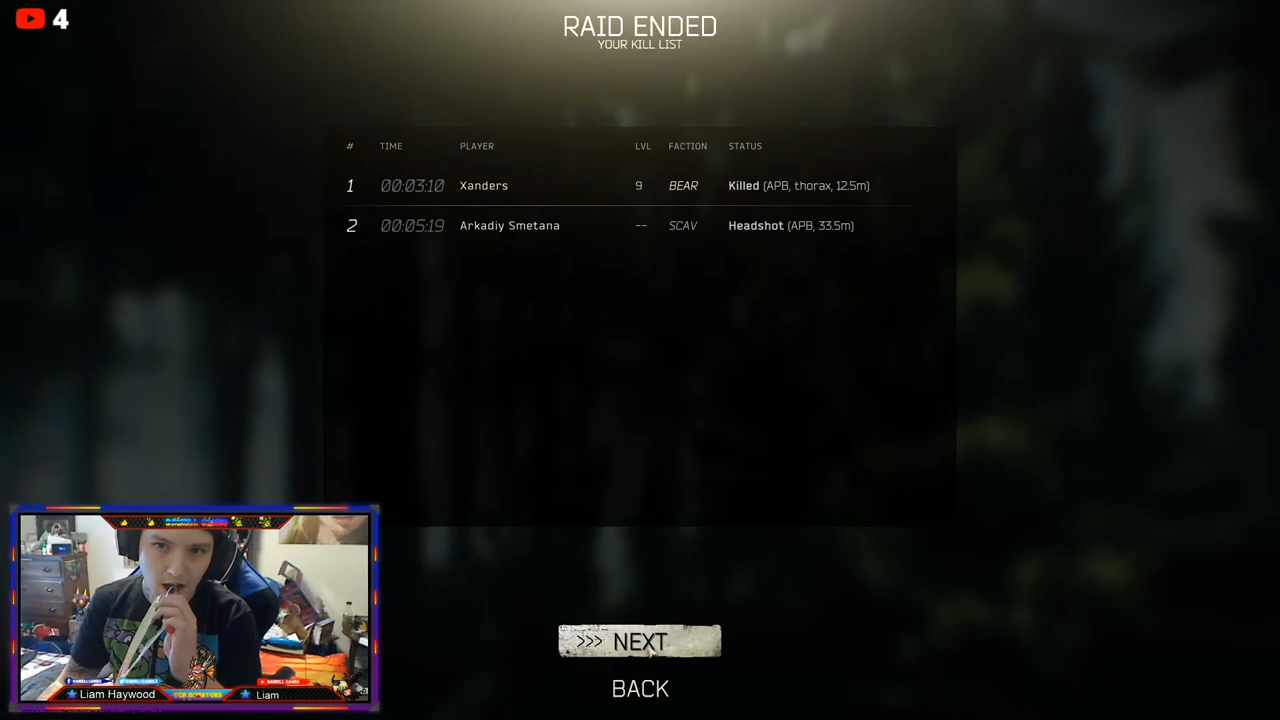 4
RAID ENDED
YOUR KILL LIST
# TIME PLAYER LVL FACTION STATUS
1 00:03:10 Xanders 9 BEAR Killed (APB, thorax, 12.5m)
2 00:05:19 Arkadiy Smetana -- SCAV Headshot (APB, 33.5m)
>>> NEXT
BACK
Liam Haywood TOP DONATORS Liam